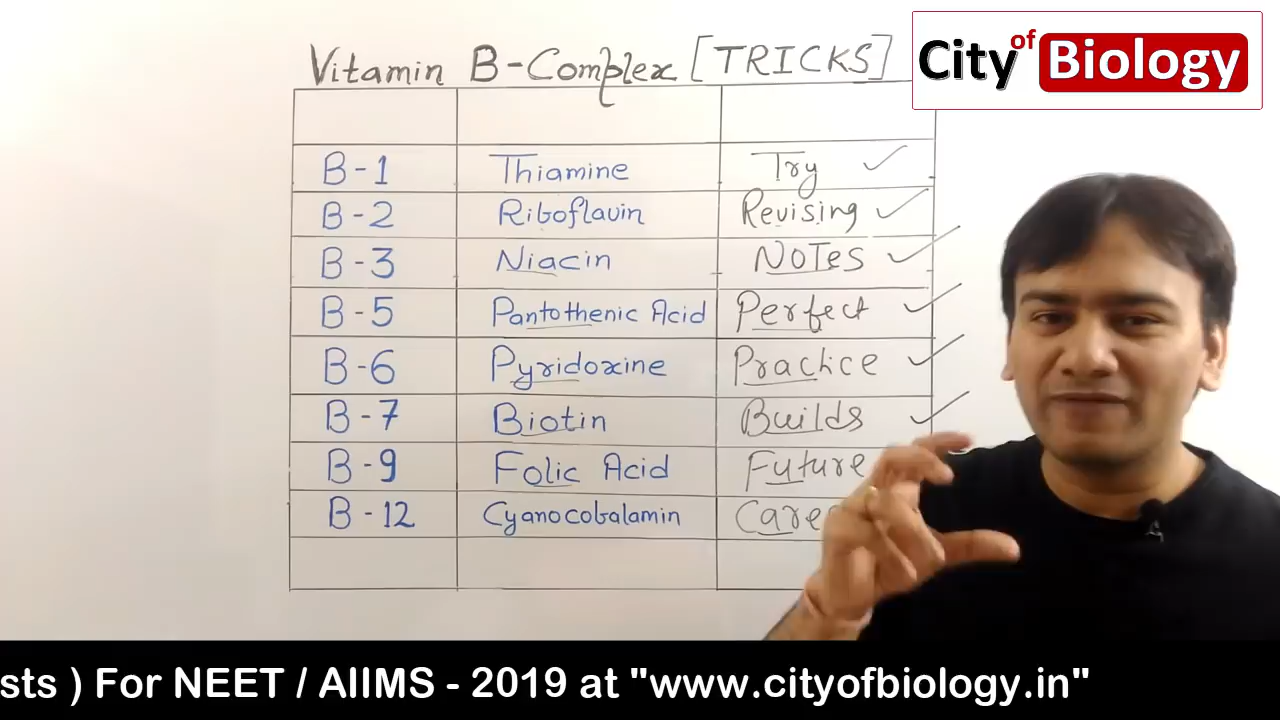 Vitamin B-Complex [TRICKS]
City of Biology
B-1 Thiamine Try
B-2 Riboflavin Revising
B-3 Niacin NOTES
B-5 Pantothenic Acid Perfect
B-6 Pyridoxine Practice
B-7 Biotin Builds
B-9 Folic Acid Future
B-12 Cyanocobalamin
sts ) For NEET / AIIMS - 2019 at "www.cityofbiology.in"